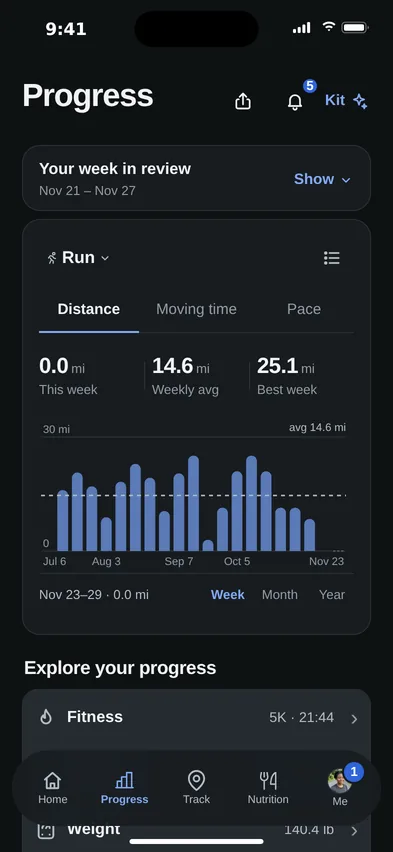 9:41
Progress
5
Kit
Your week in review
Nov 21 – Nov 27
Show
Run
Distance Moving time Pace
0.0 mi 14.6 mi 25.1 mi
This week Weekly avg Best week
30 mi avg 14.6 mi
0
Jul 6 Aug 3 Sep 7 Oct 5 Nov 23
Nov 23–29 · 0.0 mi Week Month Year
Explore your progress
Fitness 5K · 21:44
1
Home Progress Track Nutrition Me
Weight 140.4 lb